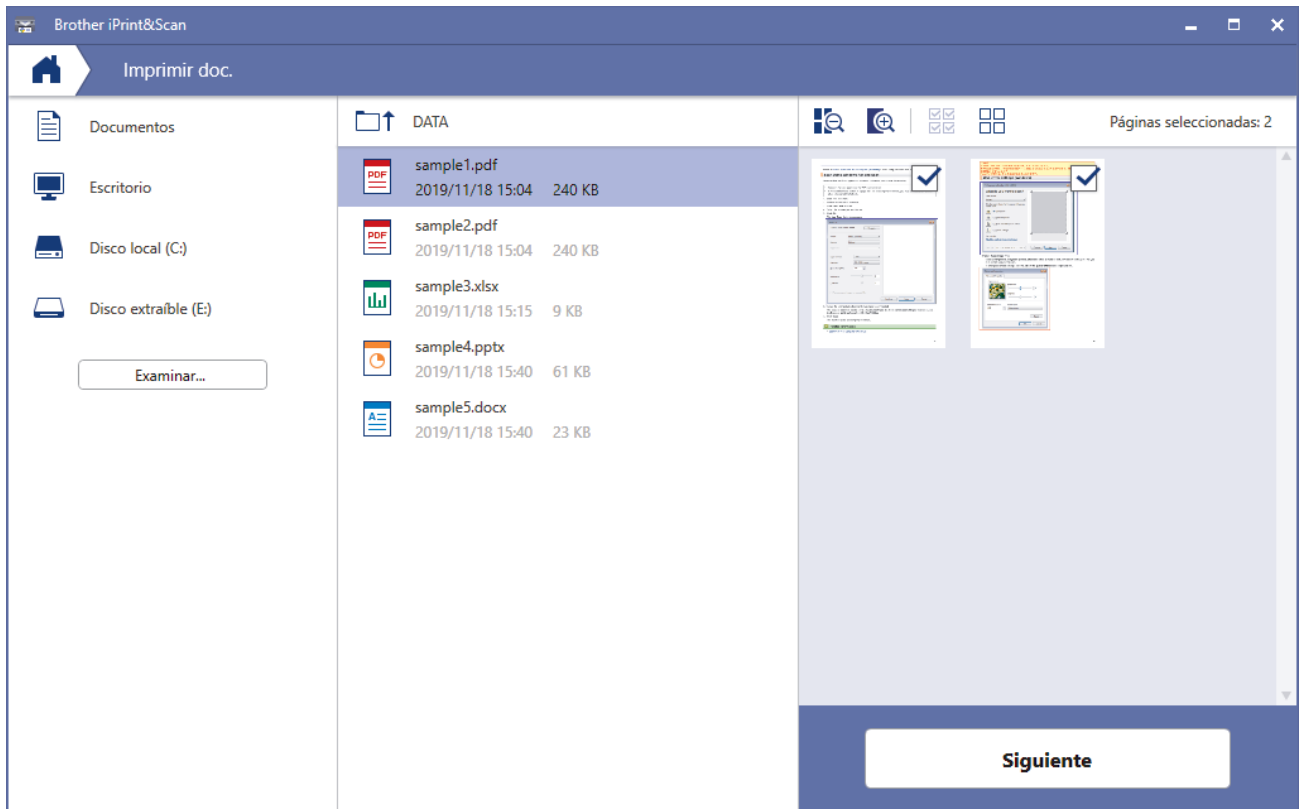 Brother iPrint&Scan
Imprimir doc.
Documentos
Escritorio
Disco local (C:)
Disco extraíble (E:)
Examinar...
DATA
PDF
sample1.pdf
2019/11/18 15:04 240 KB
PDF
sample2.pdf
2019/11/18 15:04 240 KB
sample3.xlsx
2019/11/18 15:15 9 KB
sample4.pptx
2019/11/18 15:40 61 KB
A
sample5.docx
2019/11/18 15:40 23 KB
Páginas seleccionadas: 2
Siguiente